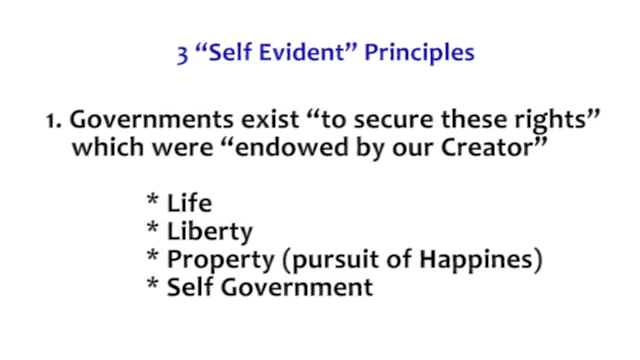 3 “Self Evident” Principles
1. Governments exist “to secure these rights”
which were “endowed by our Creator”
* Life
* Liberty
* Property (pursuit of Happines)
* Self Government